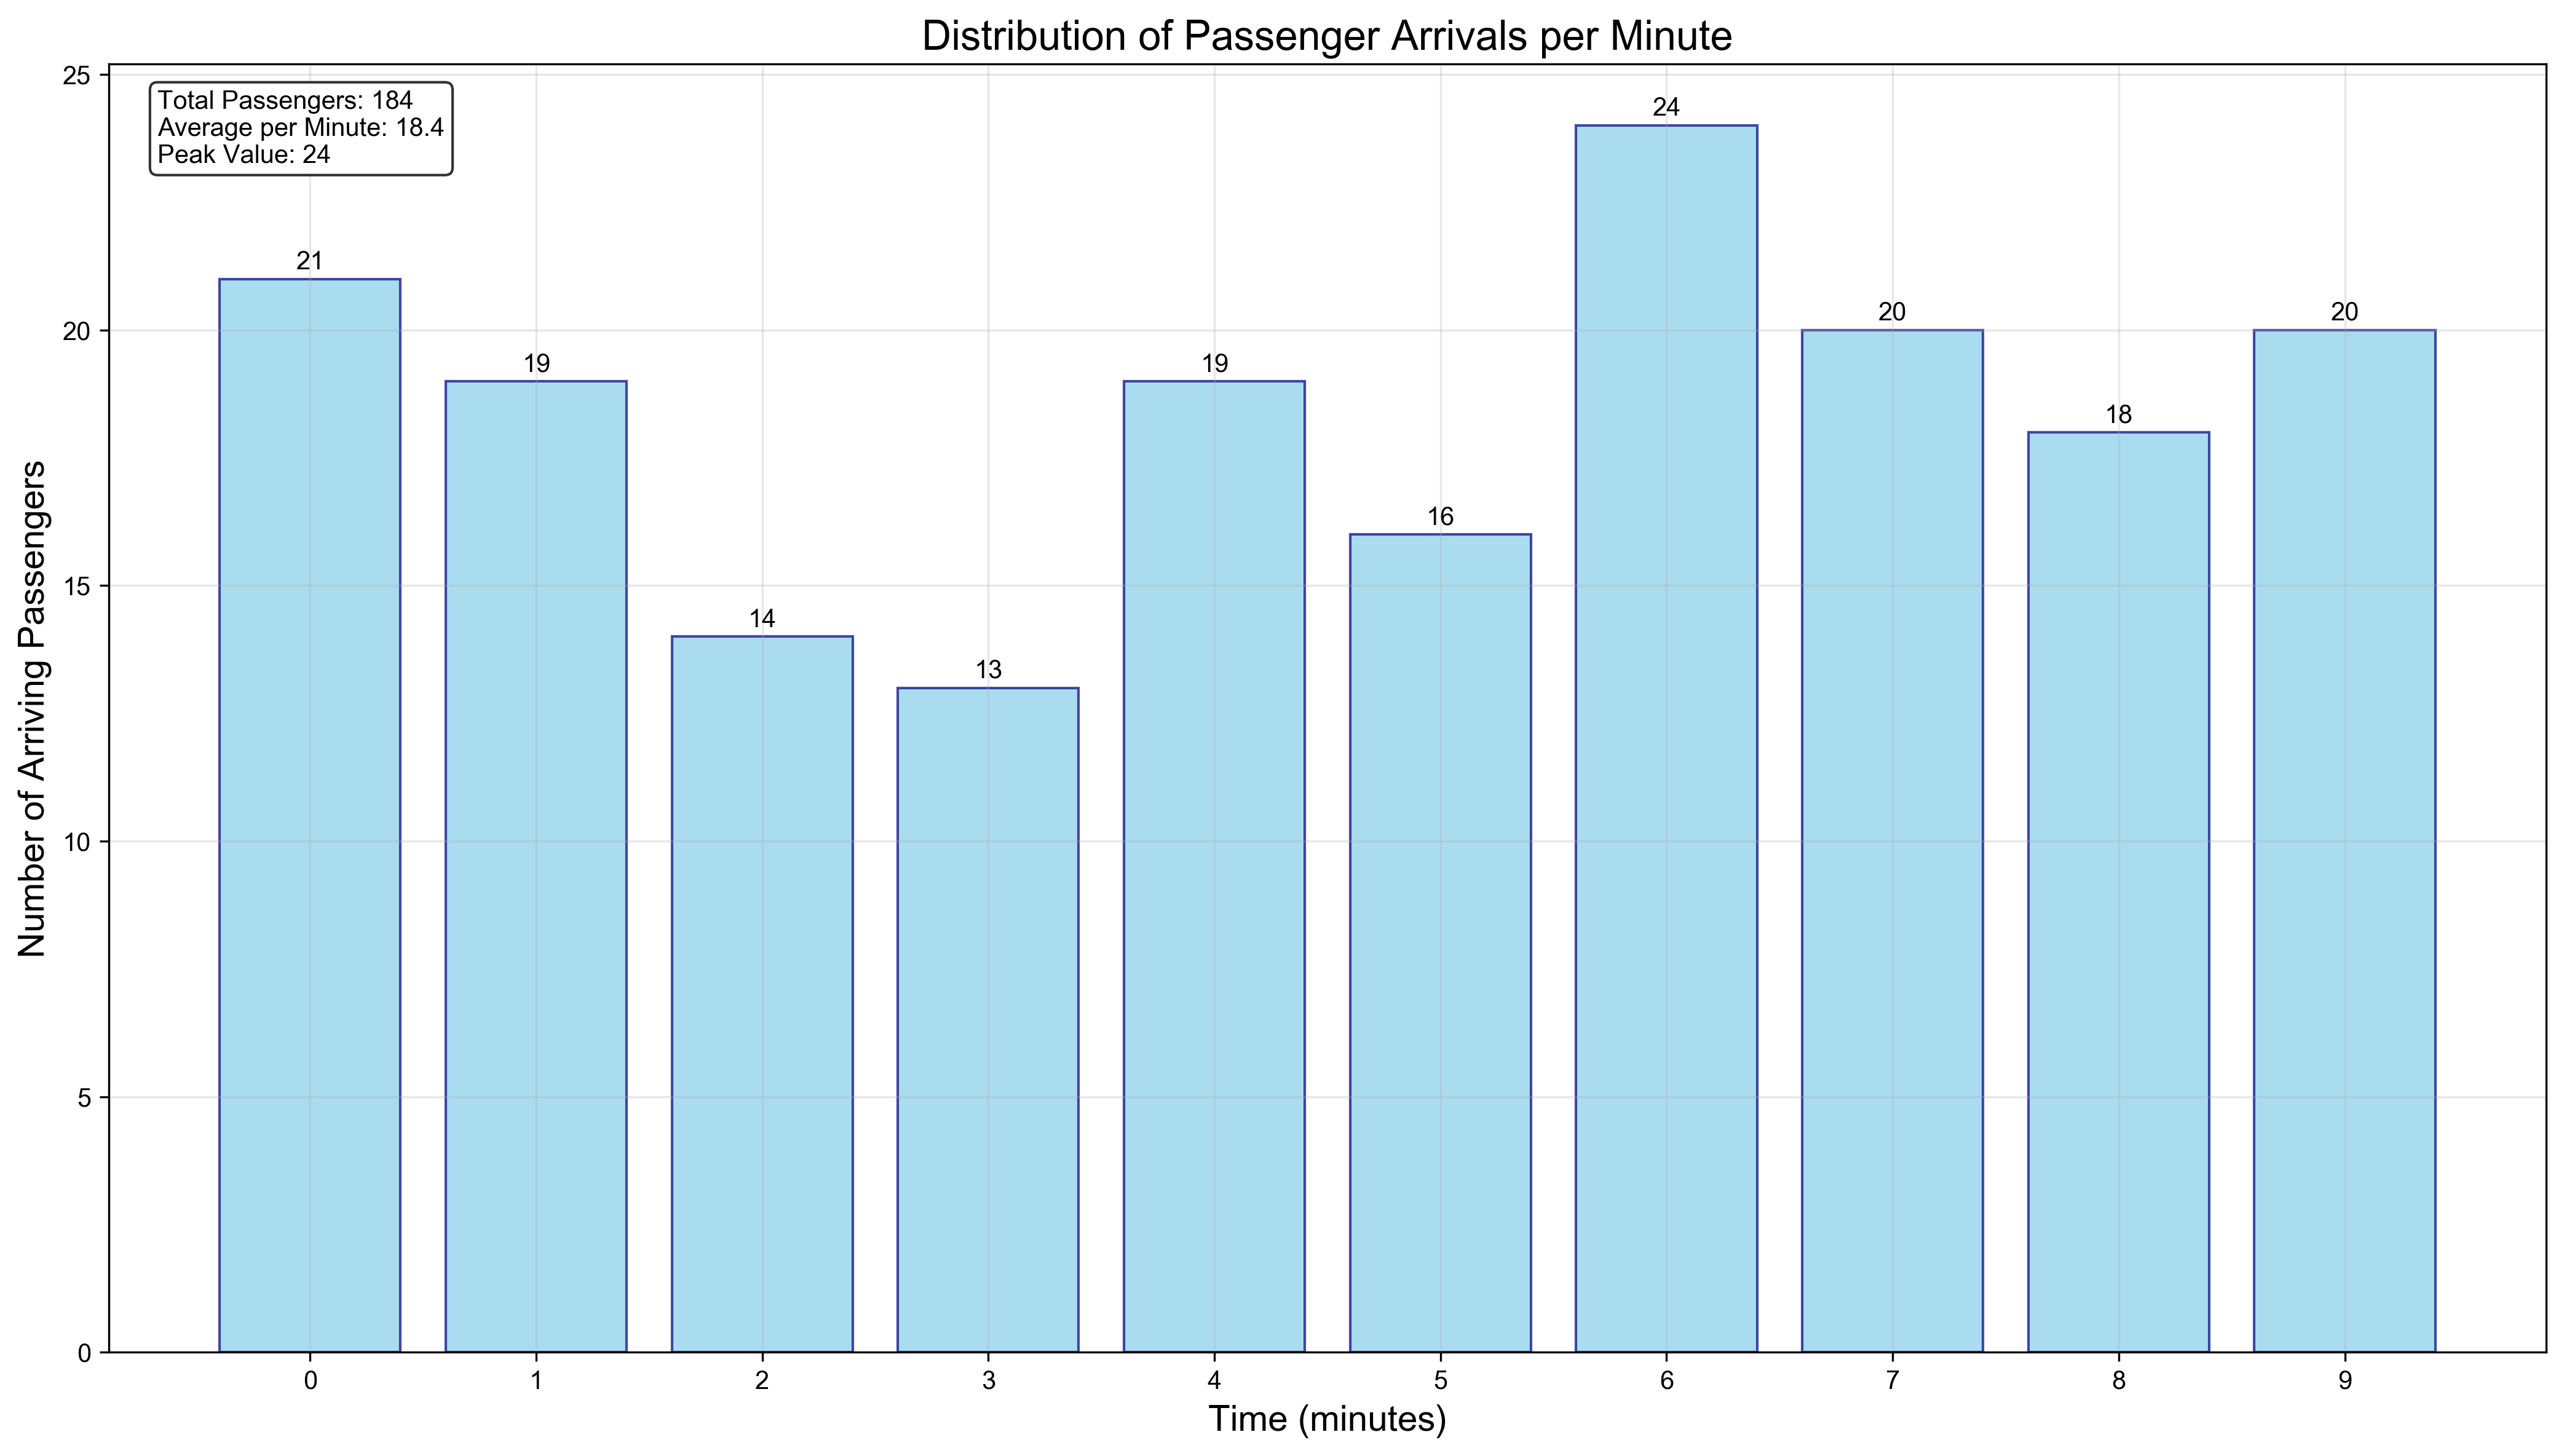 Distribution of Passenger Arrivals per Minute
Total Passengers: 184
Average per Minute: 18.4
Peak Value: 24
Number of Arriving Passengers
25
20
15
10
5
0
21
19
14
13
19
16
24
20
18
20
0 1 2 3 4 5 6 7 8 9
Time (minutes)